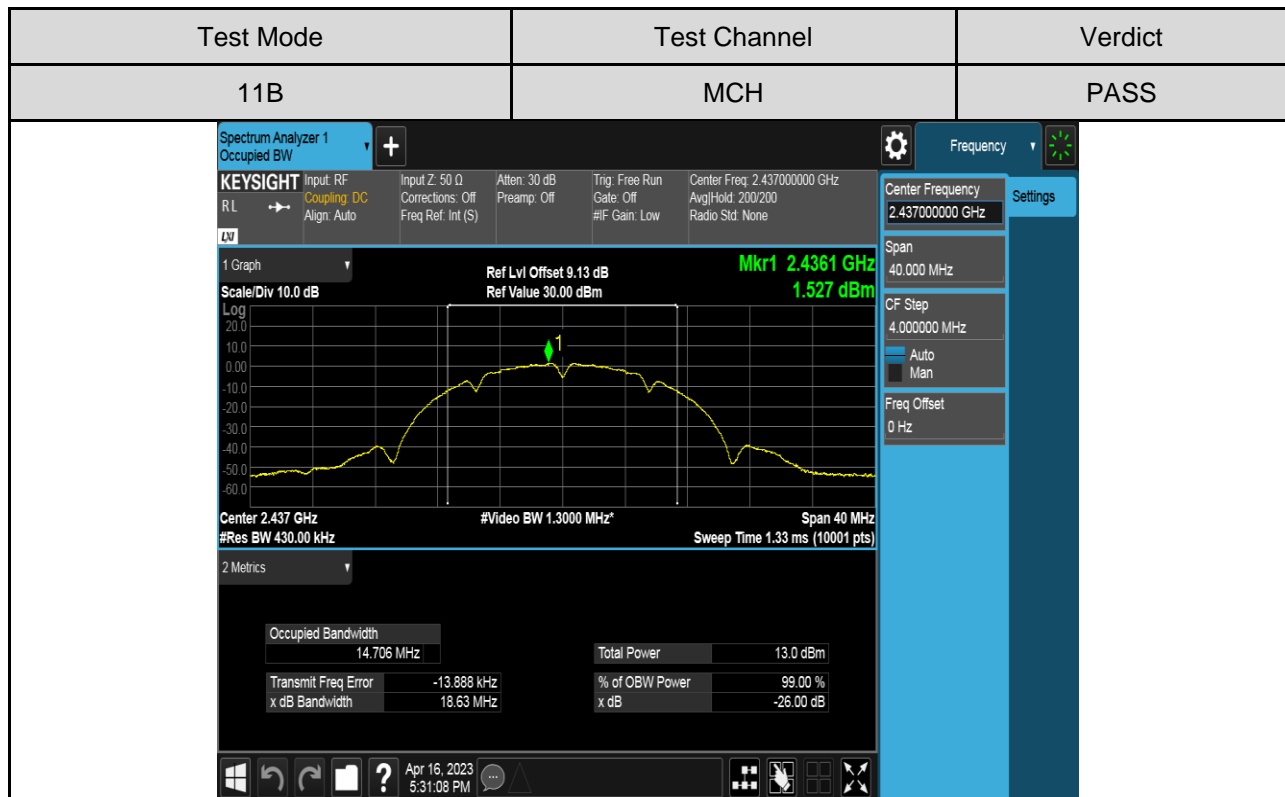 Test Mode Test Channel Verdict
11B MCH PASS
Spectrum Analyzer 1
Occupied BW
+
Frequency
KEYSIGHT Input: RF Input Z: 50 Ω Atten: 30 dB Trig: Free Run Center Freq: 2.437000000 GHz
RL Coupling: DC Corrections: Off Preamp: Off Gate: Off Avg|Hold: 200/200
Align: Auto Freq Ref: Int (S) #IF Gain: Low Radio Std: None
LXI
Center Frequency
2.437000000 GHz
Settings
Span
40.000 MHz
CF Step
4.000000 MHz
Auto
Man
Freq Offset
0 Hz
1 Graph Ref Lvl Offset 9.13 dB Mkr1 2.4361 GHz
Scale/Div 10.0 dB Ref Value 30.00 dBm 1.527 dBm
Log
20.0
10.0
0.00
-10.0
-20.0
-30.0
-40.0
-50.0
-60.0
1
Center 2.437 GHz #Video BW 1.3000 MHz* Span 40 MHz
#Res BW 430.00 kHz Sweep Time 1.33 ms (10001 pts)
2 Metrics
Occupied Bandwidth
14.706 MHz Total Power 13.0 dBm
Transmit Freq Error -13.888 kHz % of OBW Power 99.00 %
x dB Bandwidth 18.63 MHz x dB -26.00 dB
? Apr 16, 2023
5:31:08 PM